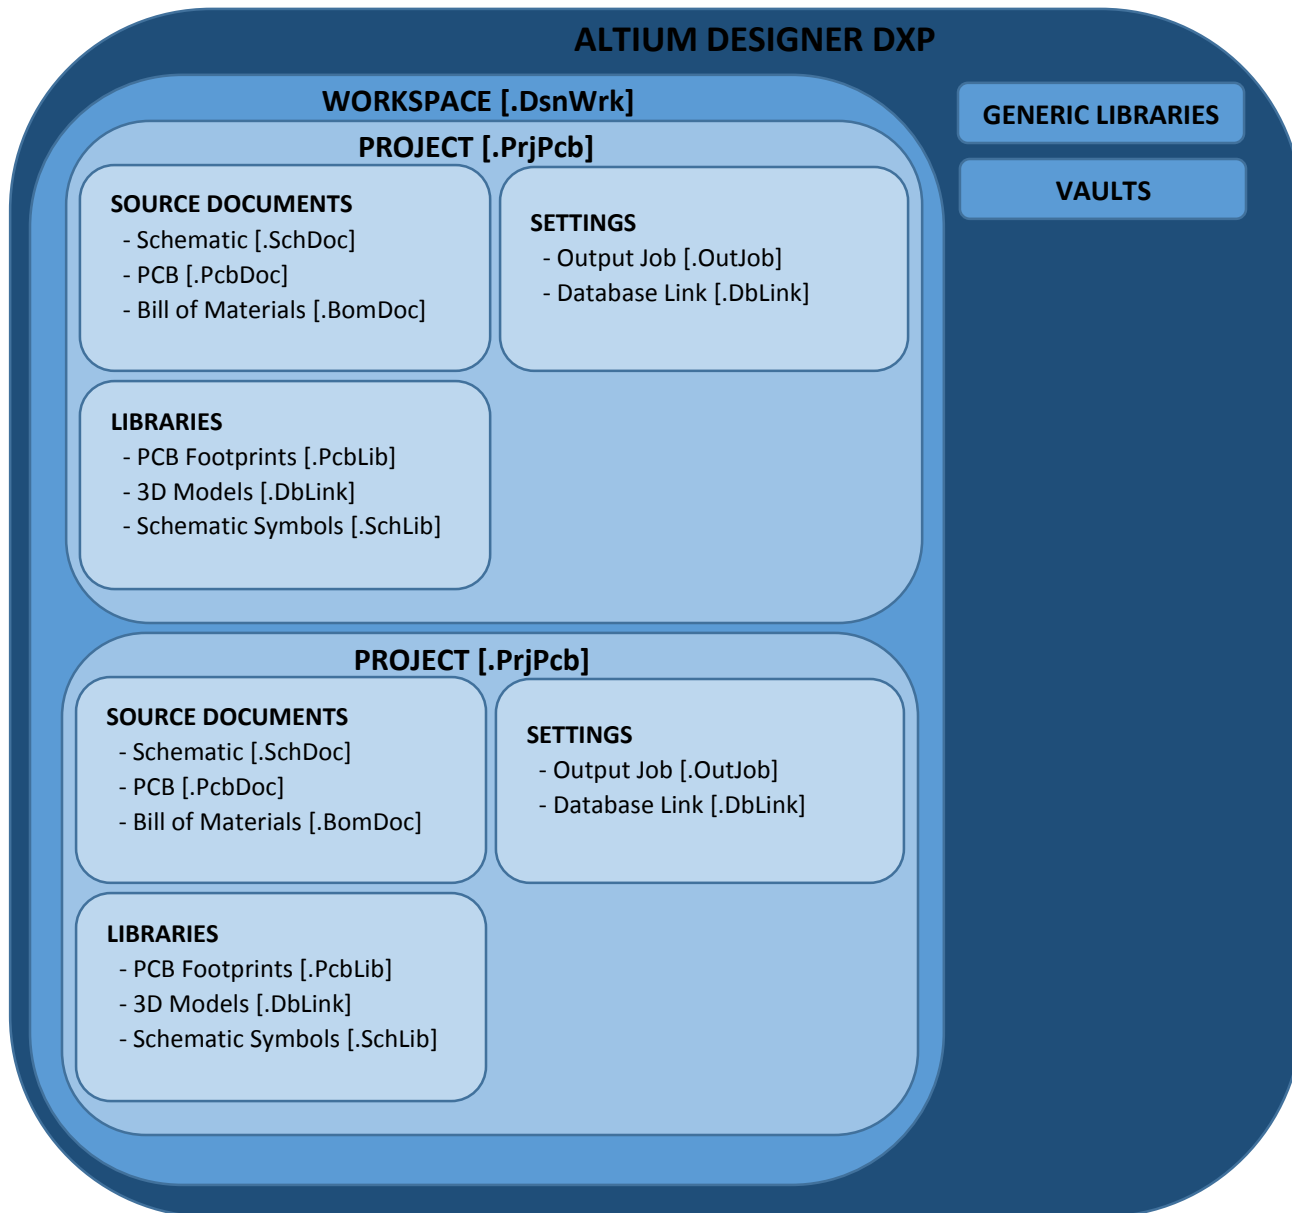 ALTIUM DESIGNER DXP
WORKSPACE [.DsnWrk]
GENERIC LIBRARIES
VAULTS
PROJECT [.PrjPcb]
SOURCE DOCUMENTS
- Schematic [.SchDoc]
- PCB [.PcbDoc]
- Bill of Materials [.BomDoc]
SETTINGS
- Output Job [.OutJob]
- Database Link [.DbLink]
LIBRARIES
- PCB Footprints [.PcbLib]
- 3D Models [.DbLink]
- Schematic Symbols [.SchLib]
PROJECT [.PrjPcb]
SOURCE DOCUMENTS
- Schematic [.SchDoc]
- PCB [.PcbDoc]
- Bill of Materials [.BomDoc]
SETTINGS
- Output Job [.OutJob]
- Database Link [.DbLink]
LIBRARIES
- PCB Footprints [.PcbLib]
- 3D Models [.DbLink]
- Schematic Symbols [.SchLib]